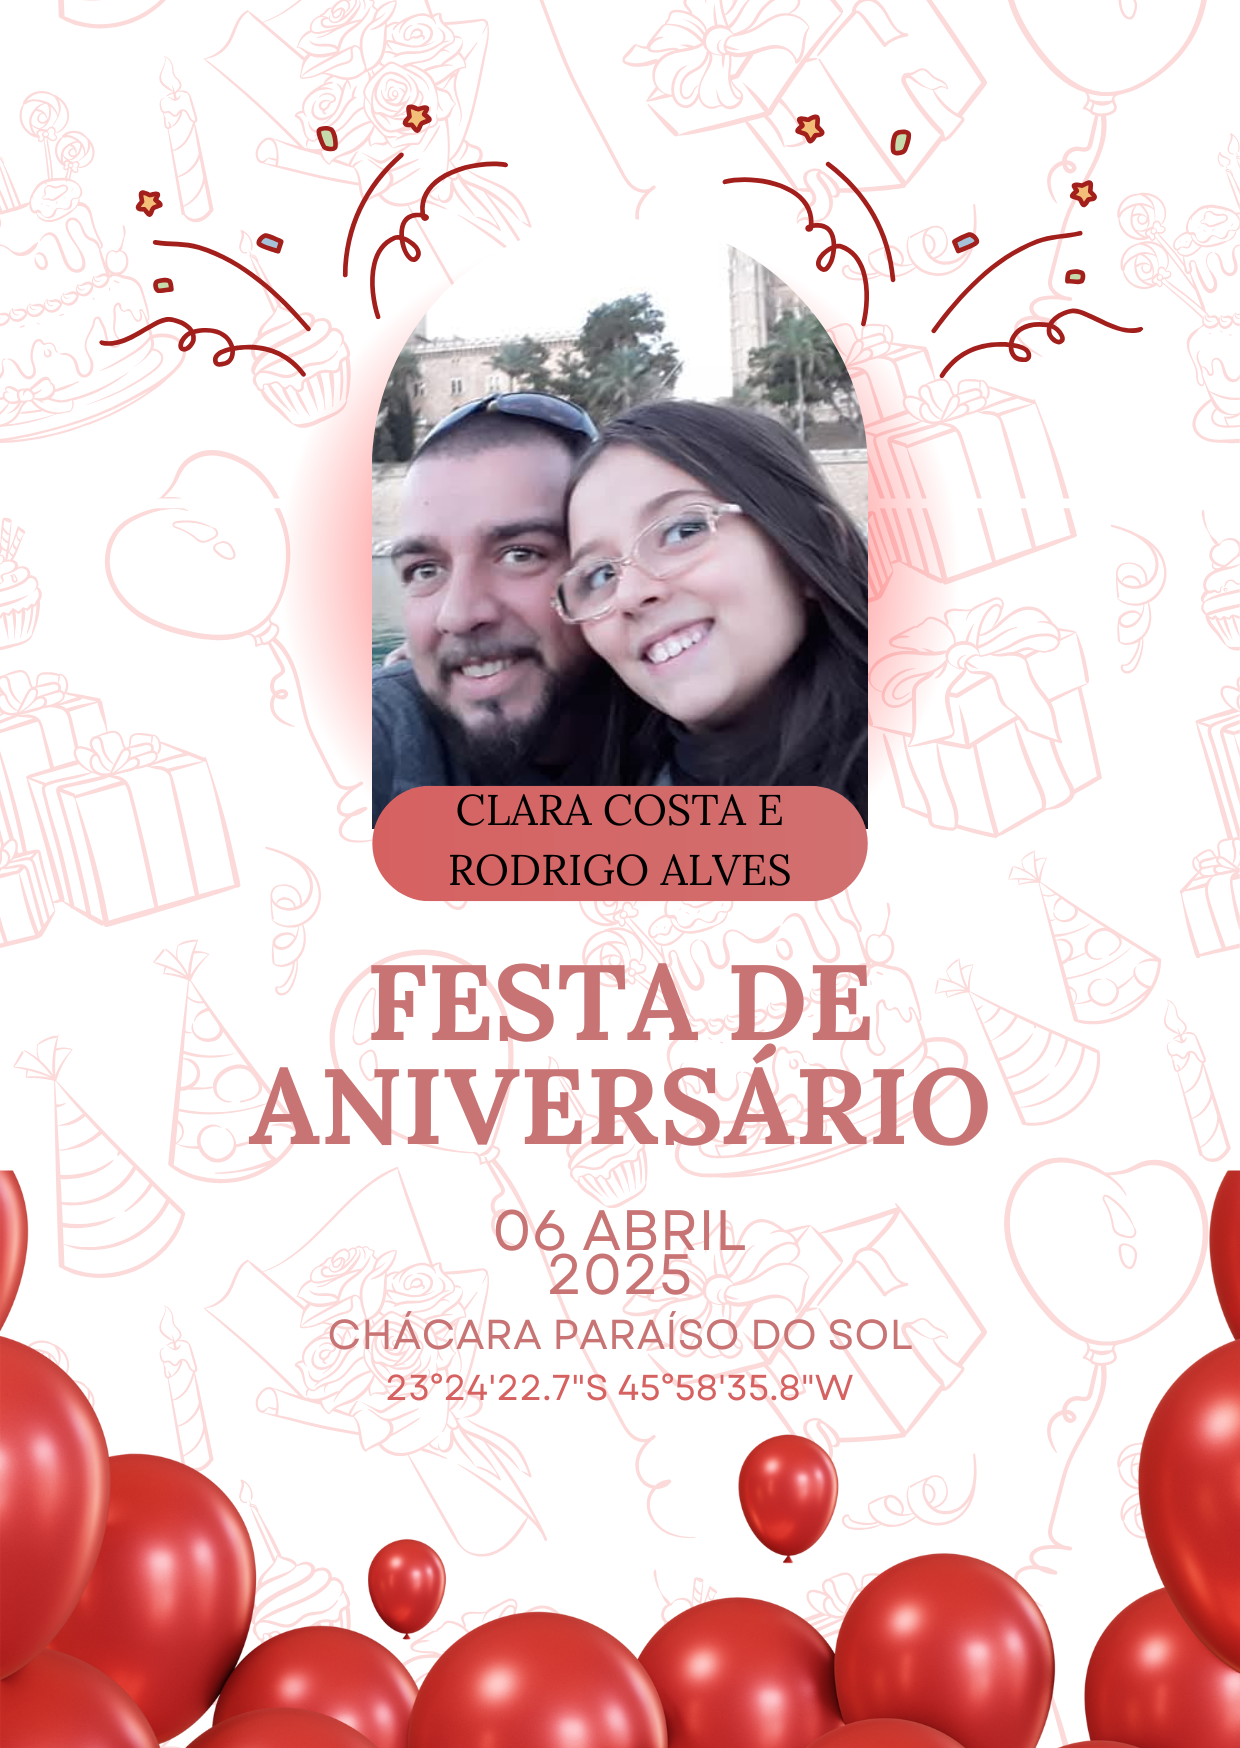 CLARA COSTA E
RODRIGO ALVES
FESTA DE
ANIVERSÁRIO
06 ABRIL
2025
CHÁCARA PARAÍSO DO SOL
23°24'22.7"S 45°58'35.8"W